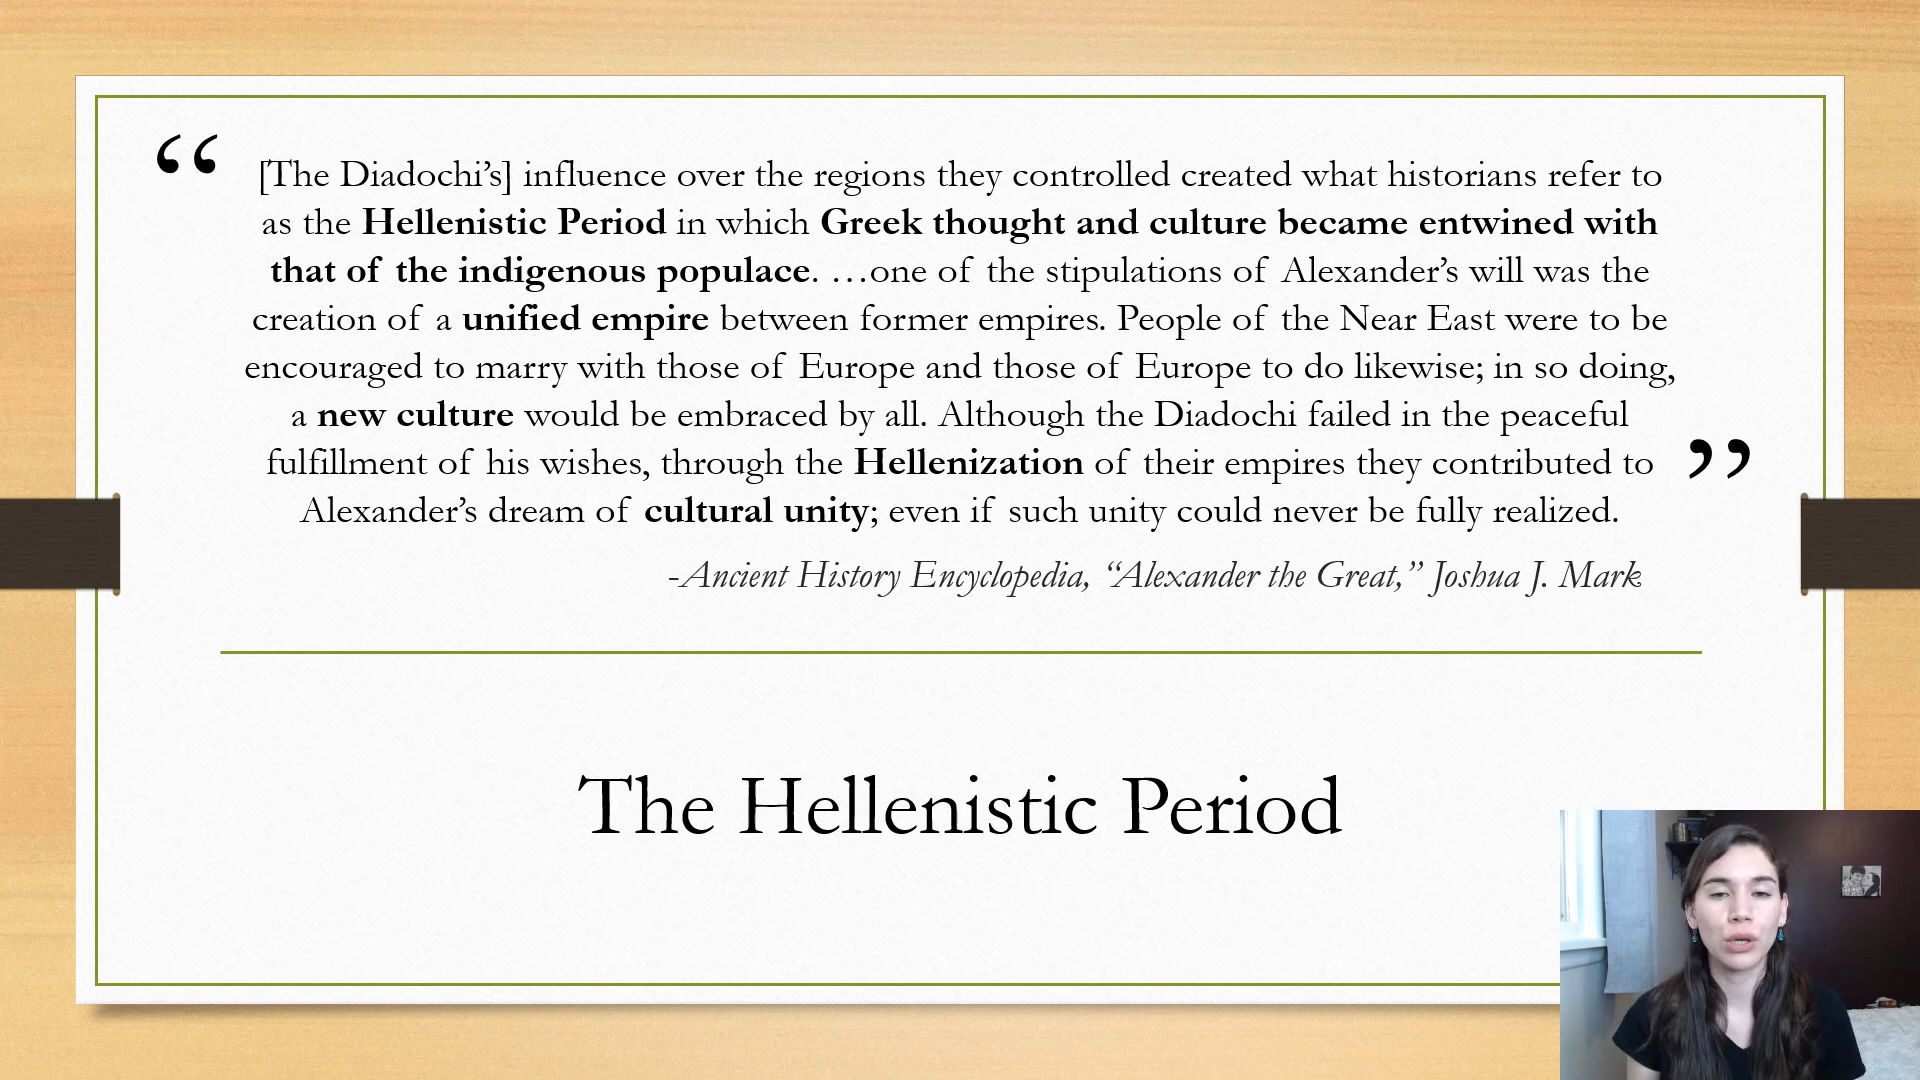 “ [The Diadochi’s] influence over the regions they controlled created what historians refer to
as the Hellenistic Period in which Greek thought and culture became entwined with
that of the indigenous populace. …one of the stipulations of Alexander’s will was the
creation of a unified empire between former empires. People of the Near East were to be
encouraged to marry with those of Europe and those of Europe to do likewise; in so doing,
a new culture would be embraced by all. Although the Diadochi failed in the peaceful
fulfillment of his wishes, through the Hellenization of their empires they contributed to ”
Alexander’s dream of cultural unity; even if such unity could never be fully realized.
-Ancient History Encyclopedia, “Alexander the Great,” Joshua J. Mark
The Hellenistic Period